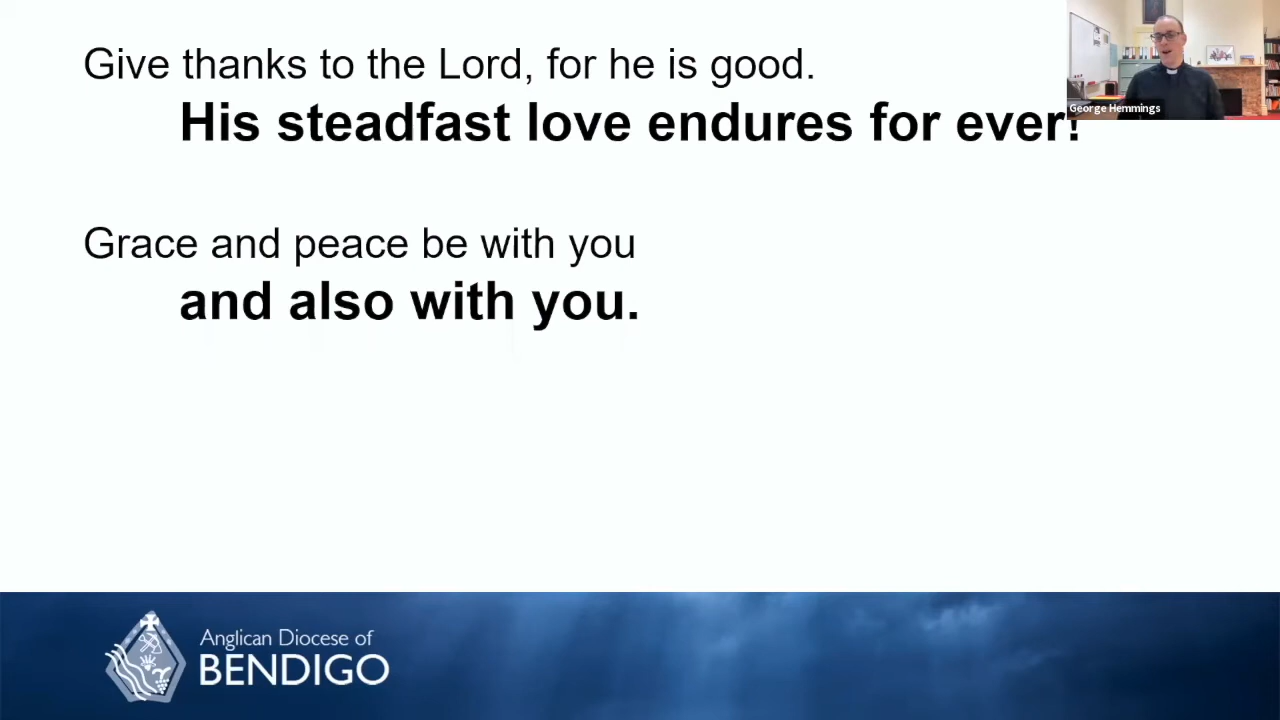 Give thanks to the Lord, for he is good.
His steadfast love endures for ever!
George Hemmings
Grace and peace be with you
and also with you.
Anglican Diocese of
BENDIGO